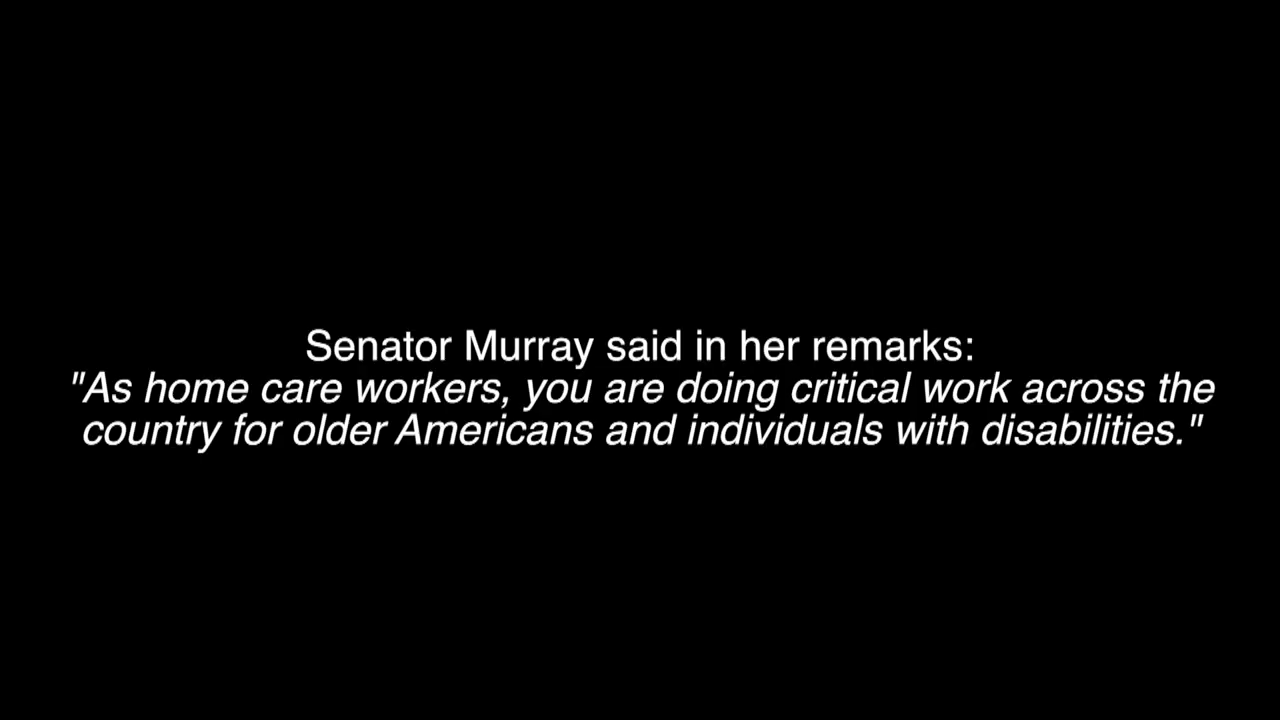 Senator Murray said in her remarks:
"As home care workers, you are doing critical work across the
country for older Americans and individuals with disabilities."